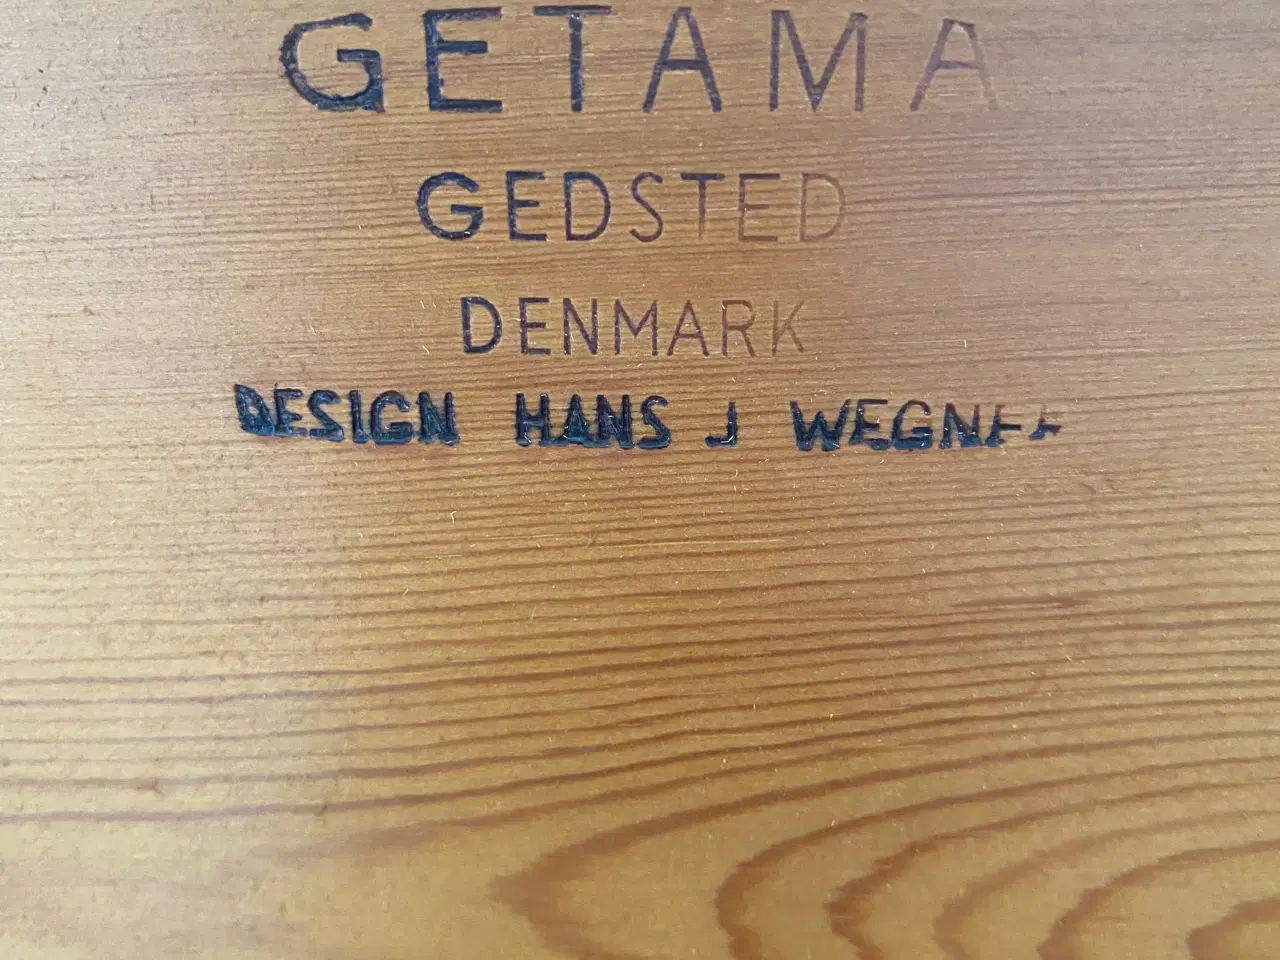 GETAMA
GEDSTED
DENMARK
DESIGN HANS J WEGNER